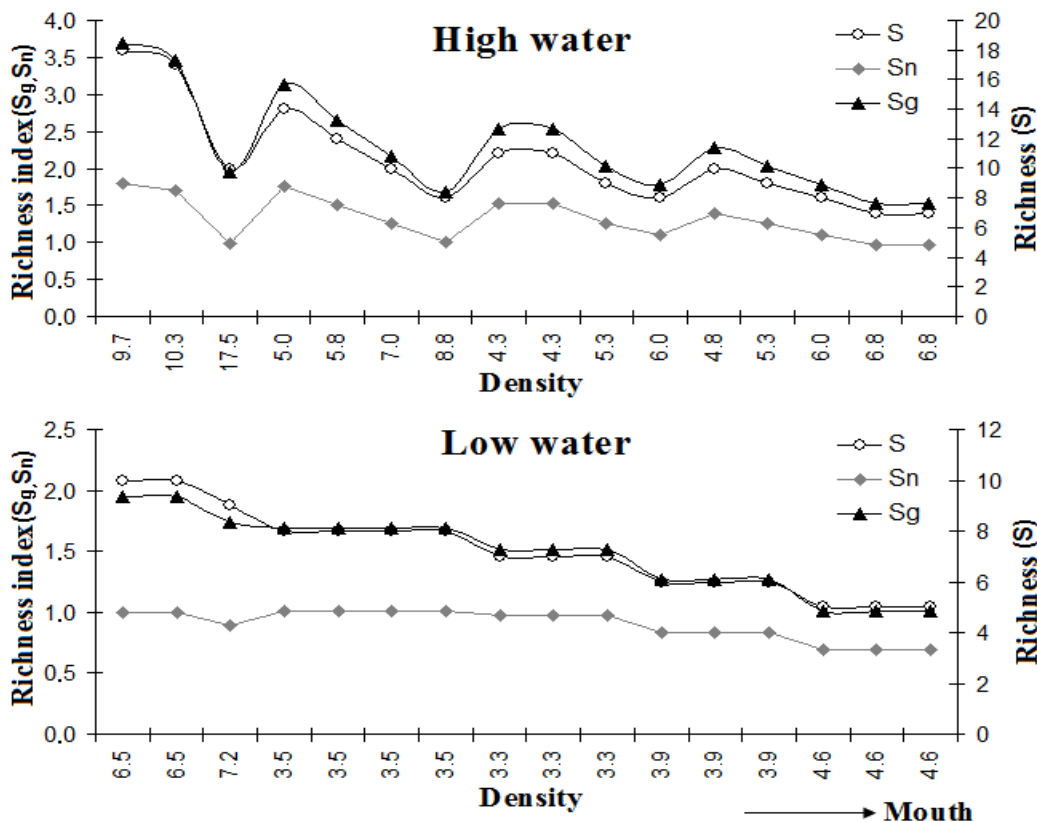 High water
Richness index(Sg,Sn)
4.0
3.5
3.0
2.5
2.0
1.5
1.0
0.5
0.0
S
Sn
Sg
20
18
16
14
12
10
8
6
4
2
0
Richness (S)
9.7 10.3 17.5 5.0 5.8 7.0 8.8 4.3 4.3 5.3 6.0 4.8 5.3 6.0 6.8 6.8
Density
Low water
Richness index(Sg,Sn)
2.5
2.0
1.5
1.0
0.5
0.0
S
Sn
Sg
12
10
8
6
4
2
0
Richness (S)
6.5 6.5 7.2 3.5 3.5 3.5 3.5 3.3 3.3 3.3 3.9 3.9 3.9 4.6 4.6 4.6
Density
Mouth